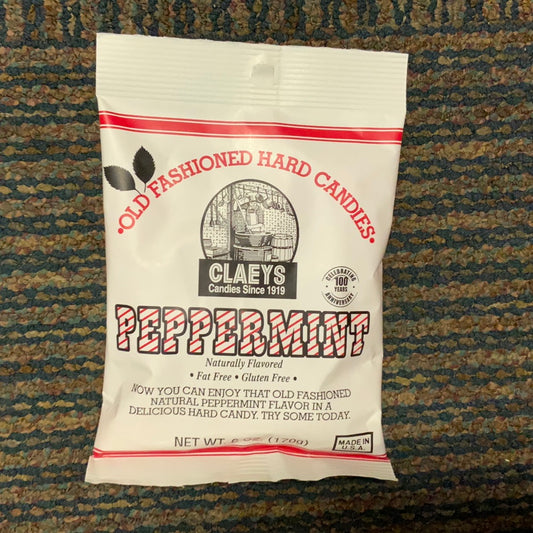 •OLD FASHIONED HARD CANDIES•
CLAEYS
Candies Since 1919
CELEBRATING
100
YEARS
ANNIVERSARY
PEPPERMINT
Naturally Flavored
• Fat Free • Gluten Free •
NOW YOU CAN ENJOY THAT OLD FASHIONED
NATURAL PEPPERMINT FLAVOR IN A
DELICIOUS HARD CANDY. TRY SOME TODAY.
NET WT. 6 OZ. (170g)
MADE IN
U.S.A.